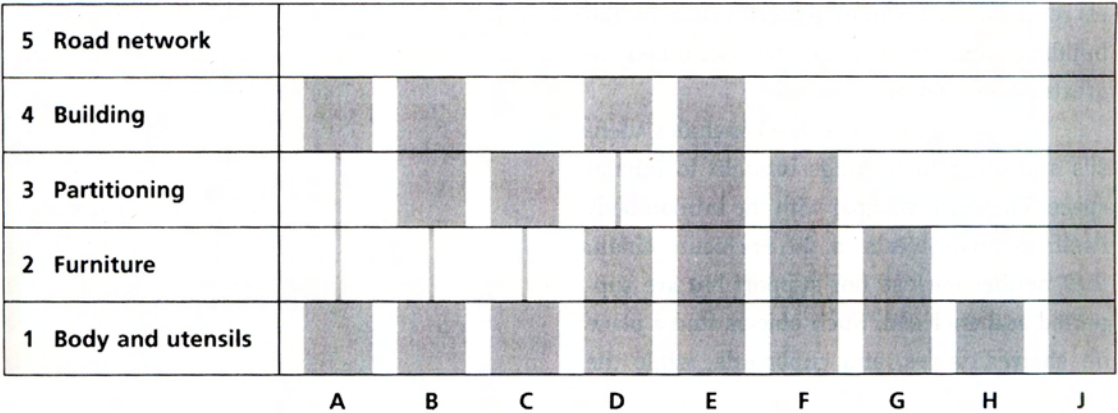 5 Road network
4 Building
3 Partitioning
2 Furniture
1 Body and utensils
A B C D E F G H J